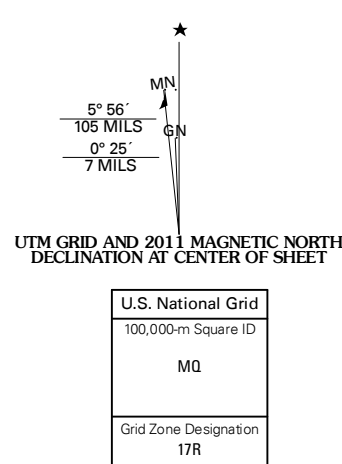 ★
MN
5° 56´
105 MILS
GN
0° 25´
7 MILS
UTM GRID AND 2011 MAGNETIC NORTH
DECLINATION AT CENTER OF SHEET
U.S. National Grid
100,000-m Square ID
MQ
Grid Zone Designation
17R